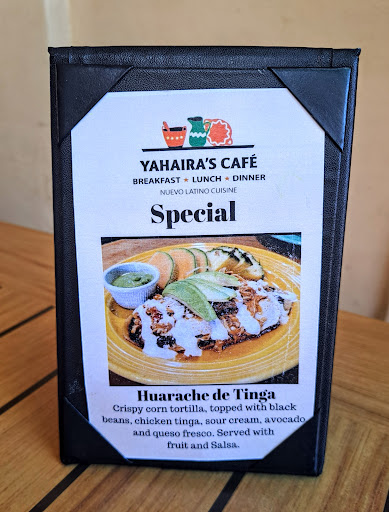 YAHAIRA'S CAFÉ
BREAKFAST ★ LUNCH ★ DINNER
NUEVO LATINO CUISINE
Special
Huarache de Tinga
Crispy corn tortilla, topped with black
beans, chicken tinga, sour cream, avocado
and queso fresco. Served with
fruit and Salsa.